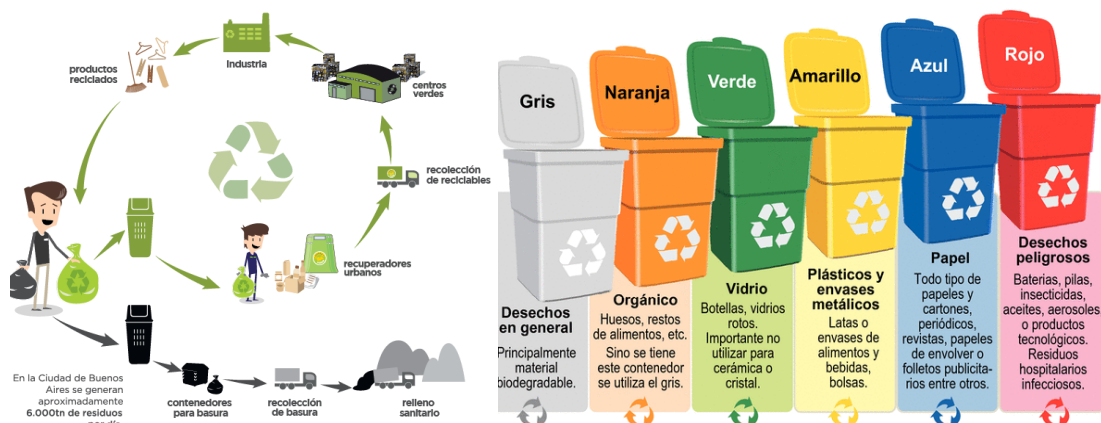 productos
reciclados
Industria
centros
verdes
recolección
de reciclables
recuperadores
urbanos
En la Ciudad de Buenos
Aires se generan
aproximadamente
6.000tn de residuos
contenedores
para basura
recolección
de basura
relleno
sanitario
Gris
Desechos
en general
Principalmente
material
biodegradable.
Naranja
Orgánico
Huesos, restos
de alimentos, etc.
Sino se tiene
este contenedor
se utiliza el gris.
Verde
Vidrio
Botellas, vidrios
rotos.
Importante no
utilizar para
cerámica o
cristal.
Amarillo
Plásticos y
envases
metálicos
Latas o
envases de
alimentos y
bebidas,
bolsas.
Azul
Papel
Todo tipo de
papeles y
cartones,
periódicos,
revistas, papeles
de envolver o
folletos publicita-
rios entre otros.
Rojo
Desechos
peligrosos
Baterias, pilas,
insecticidas,
aceites, aerosoles
o productos
tecnológicos.
Residuos
hospitalarios
infecciosos.